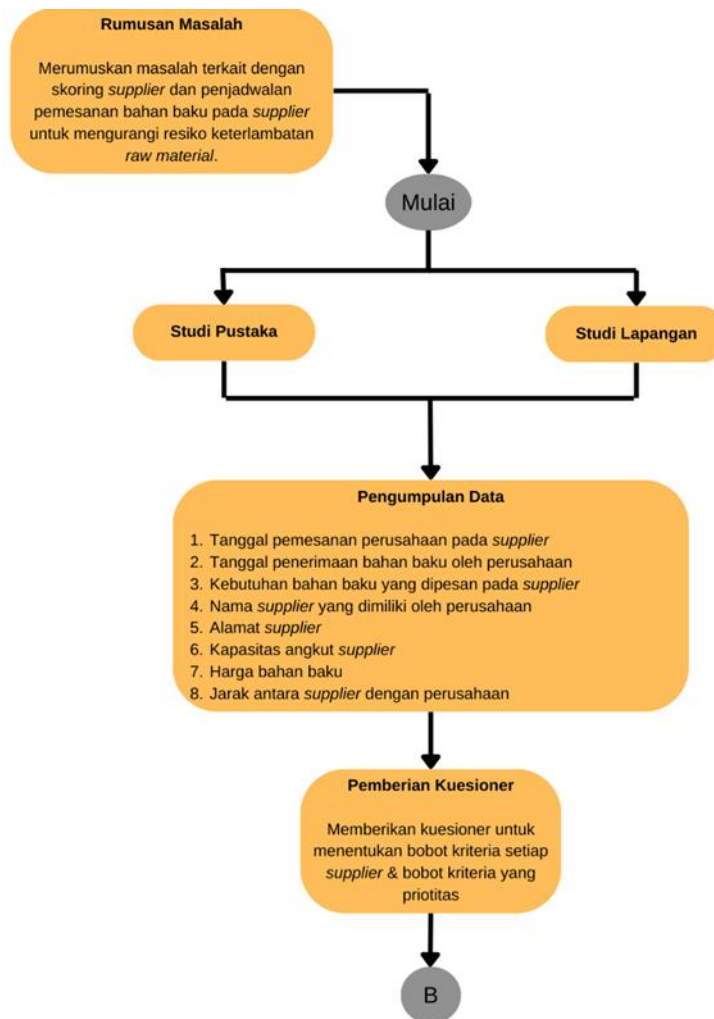 Rumusan Masalah
Merumuskan masalah terkait dengan
skoring supplier dan penjadwalan
pemesanan bahan baku pada supplier
untuk mengurangi resiko keterlambatan
raw material.
Mulai
Studi Pustaka
Studi Lapangan
Pengumpulan Data
1. Tanggal pemesanan perusahaan pada supplier
2. Tanggal penerimaan bahan baku oleh perusahaan
3. Kebutuhan bahan baku yang dipesan pada supplier
4. Nama supplier yang dimiliki oleh perusahaan
5. Alamat supplier
6. Kapasitas angkut supplier
7. Harga bahan baku
8. Jarak antara supplier dengan perusahaan
Pemberian Kuesioner
Memberikan kuesioner untuk
menentukan bobot kriteria setiap
supplier & bobot kriteria yang
priotitas
B